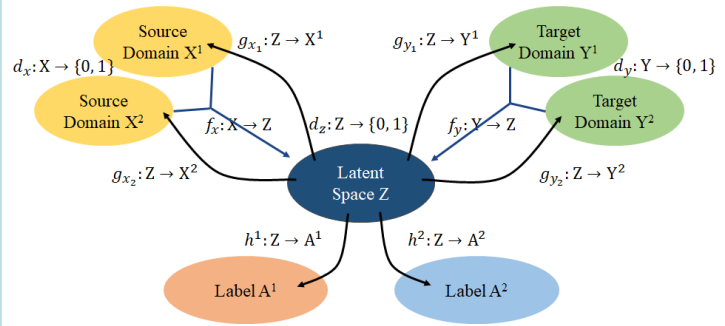 Source
Domain X¹
g_{x₁}: Z → X¹
g_{y₁}: Z → Y¹
Target
Domain Y¹
d_x: X → {0, 1}
d_y: Y → {0, 1}
Source
Domain X²
f_x: X → Z
d_z: Z → {0, 1}
f_y: Y → Z
Target
Domain Y²
g_{x₂}: Z → X²
Latent
Space Z
g_{y₂}: Z → Y²
h¹: Z → A¹
h²: Z → A²
Label A¹
Label A²